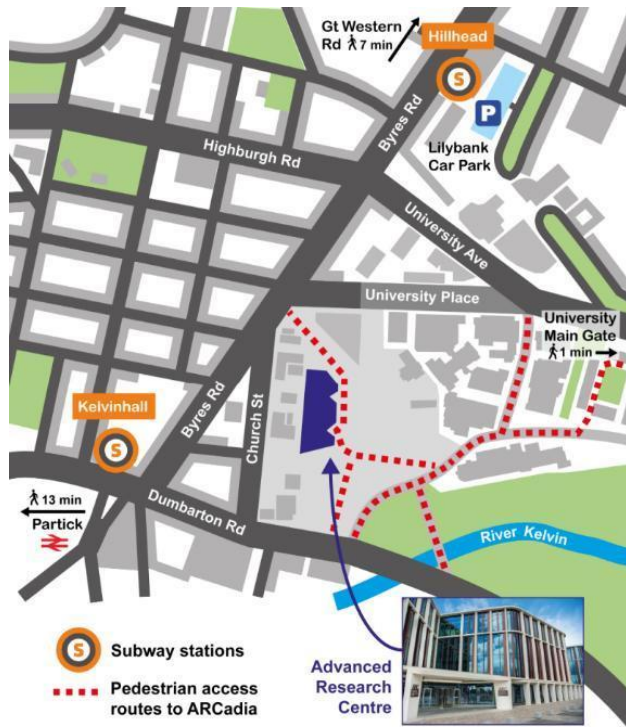 Gt Western
Rd 7 min
Hillhead
S
P
Byres Rd
Lilybank
Car Park
Highburgh Rd
University Ave
University Place
University
Main Gate
1 min
Kelvinhall
S
Byres Rd
Church St
13 min
Partick
Dumbarton Rd
River Kelvin
S Subway stations
Pedestrian access
routes to ARCadia
Advanced
Research
Centre